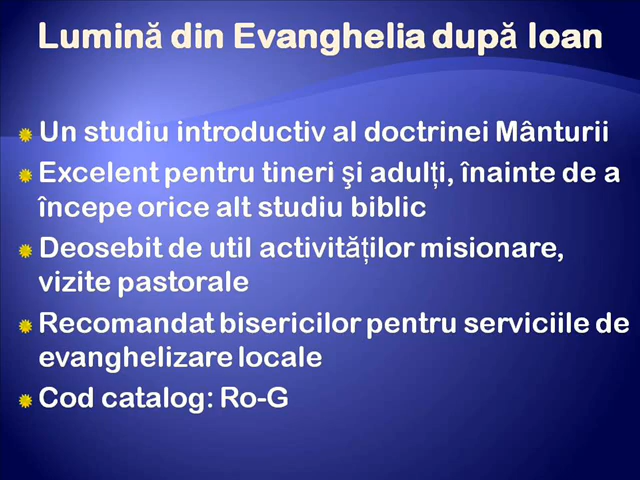 Lumină din Evanghelia după Ioan
Un studiu introductiv al doctrinei Mânturii
Excelent pentru tineri şi adulţi, înainte de a
începe orice alt studiu biblic
Deosebit de util activităţilor misionare,
vizite pastorale
Recomandat bisericilor pentru serviciile de
evanghelizare locale
Cod catalog: Ro-G